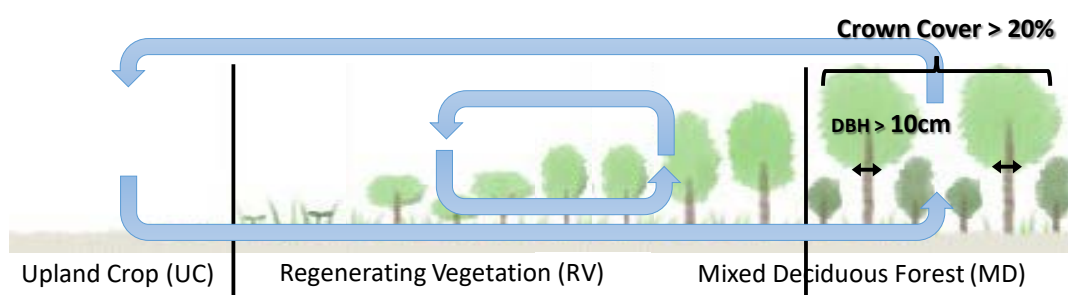 Crown Cover > 20%
DBH > 10cm
Upland Crop (UC)
Regenerating Vegetation (RV)
Mixed Deciduous Forest (MD)